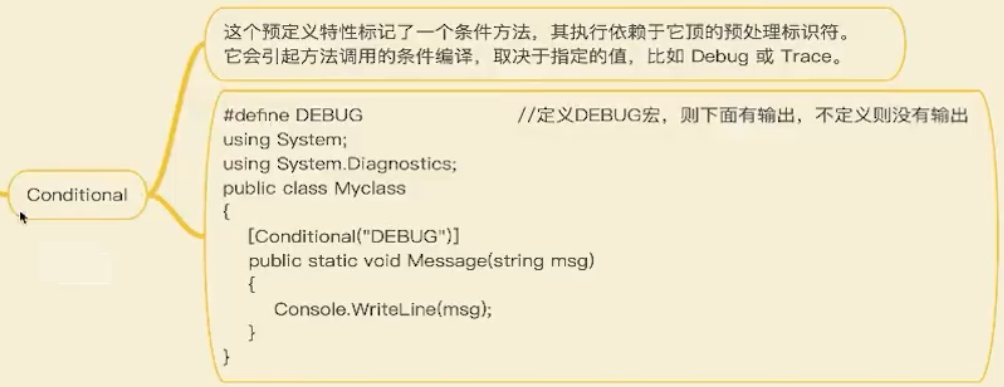 Conditional
这个预定义特性标记了一个条件方法，其执行依赖于它顶的预处理标识符。
它会引起方法调用的条件编译，取决于指定的值，比如 Debug 或 Trace。
#define DEBUG //定义DEBUG宏，则下面有输出，不定义则没有输出
using System;
using System.Diagnostics;
public class Myclass
{
[Conditional("DEBUG")]
public static void Message(string msg)
{
Console.WriteLine(msg);
}
}